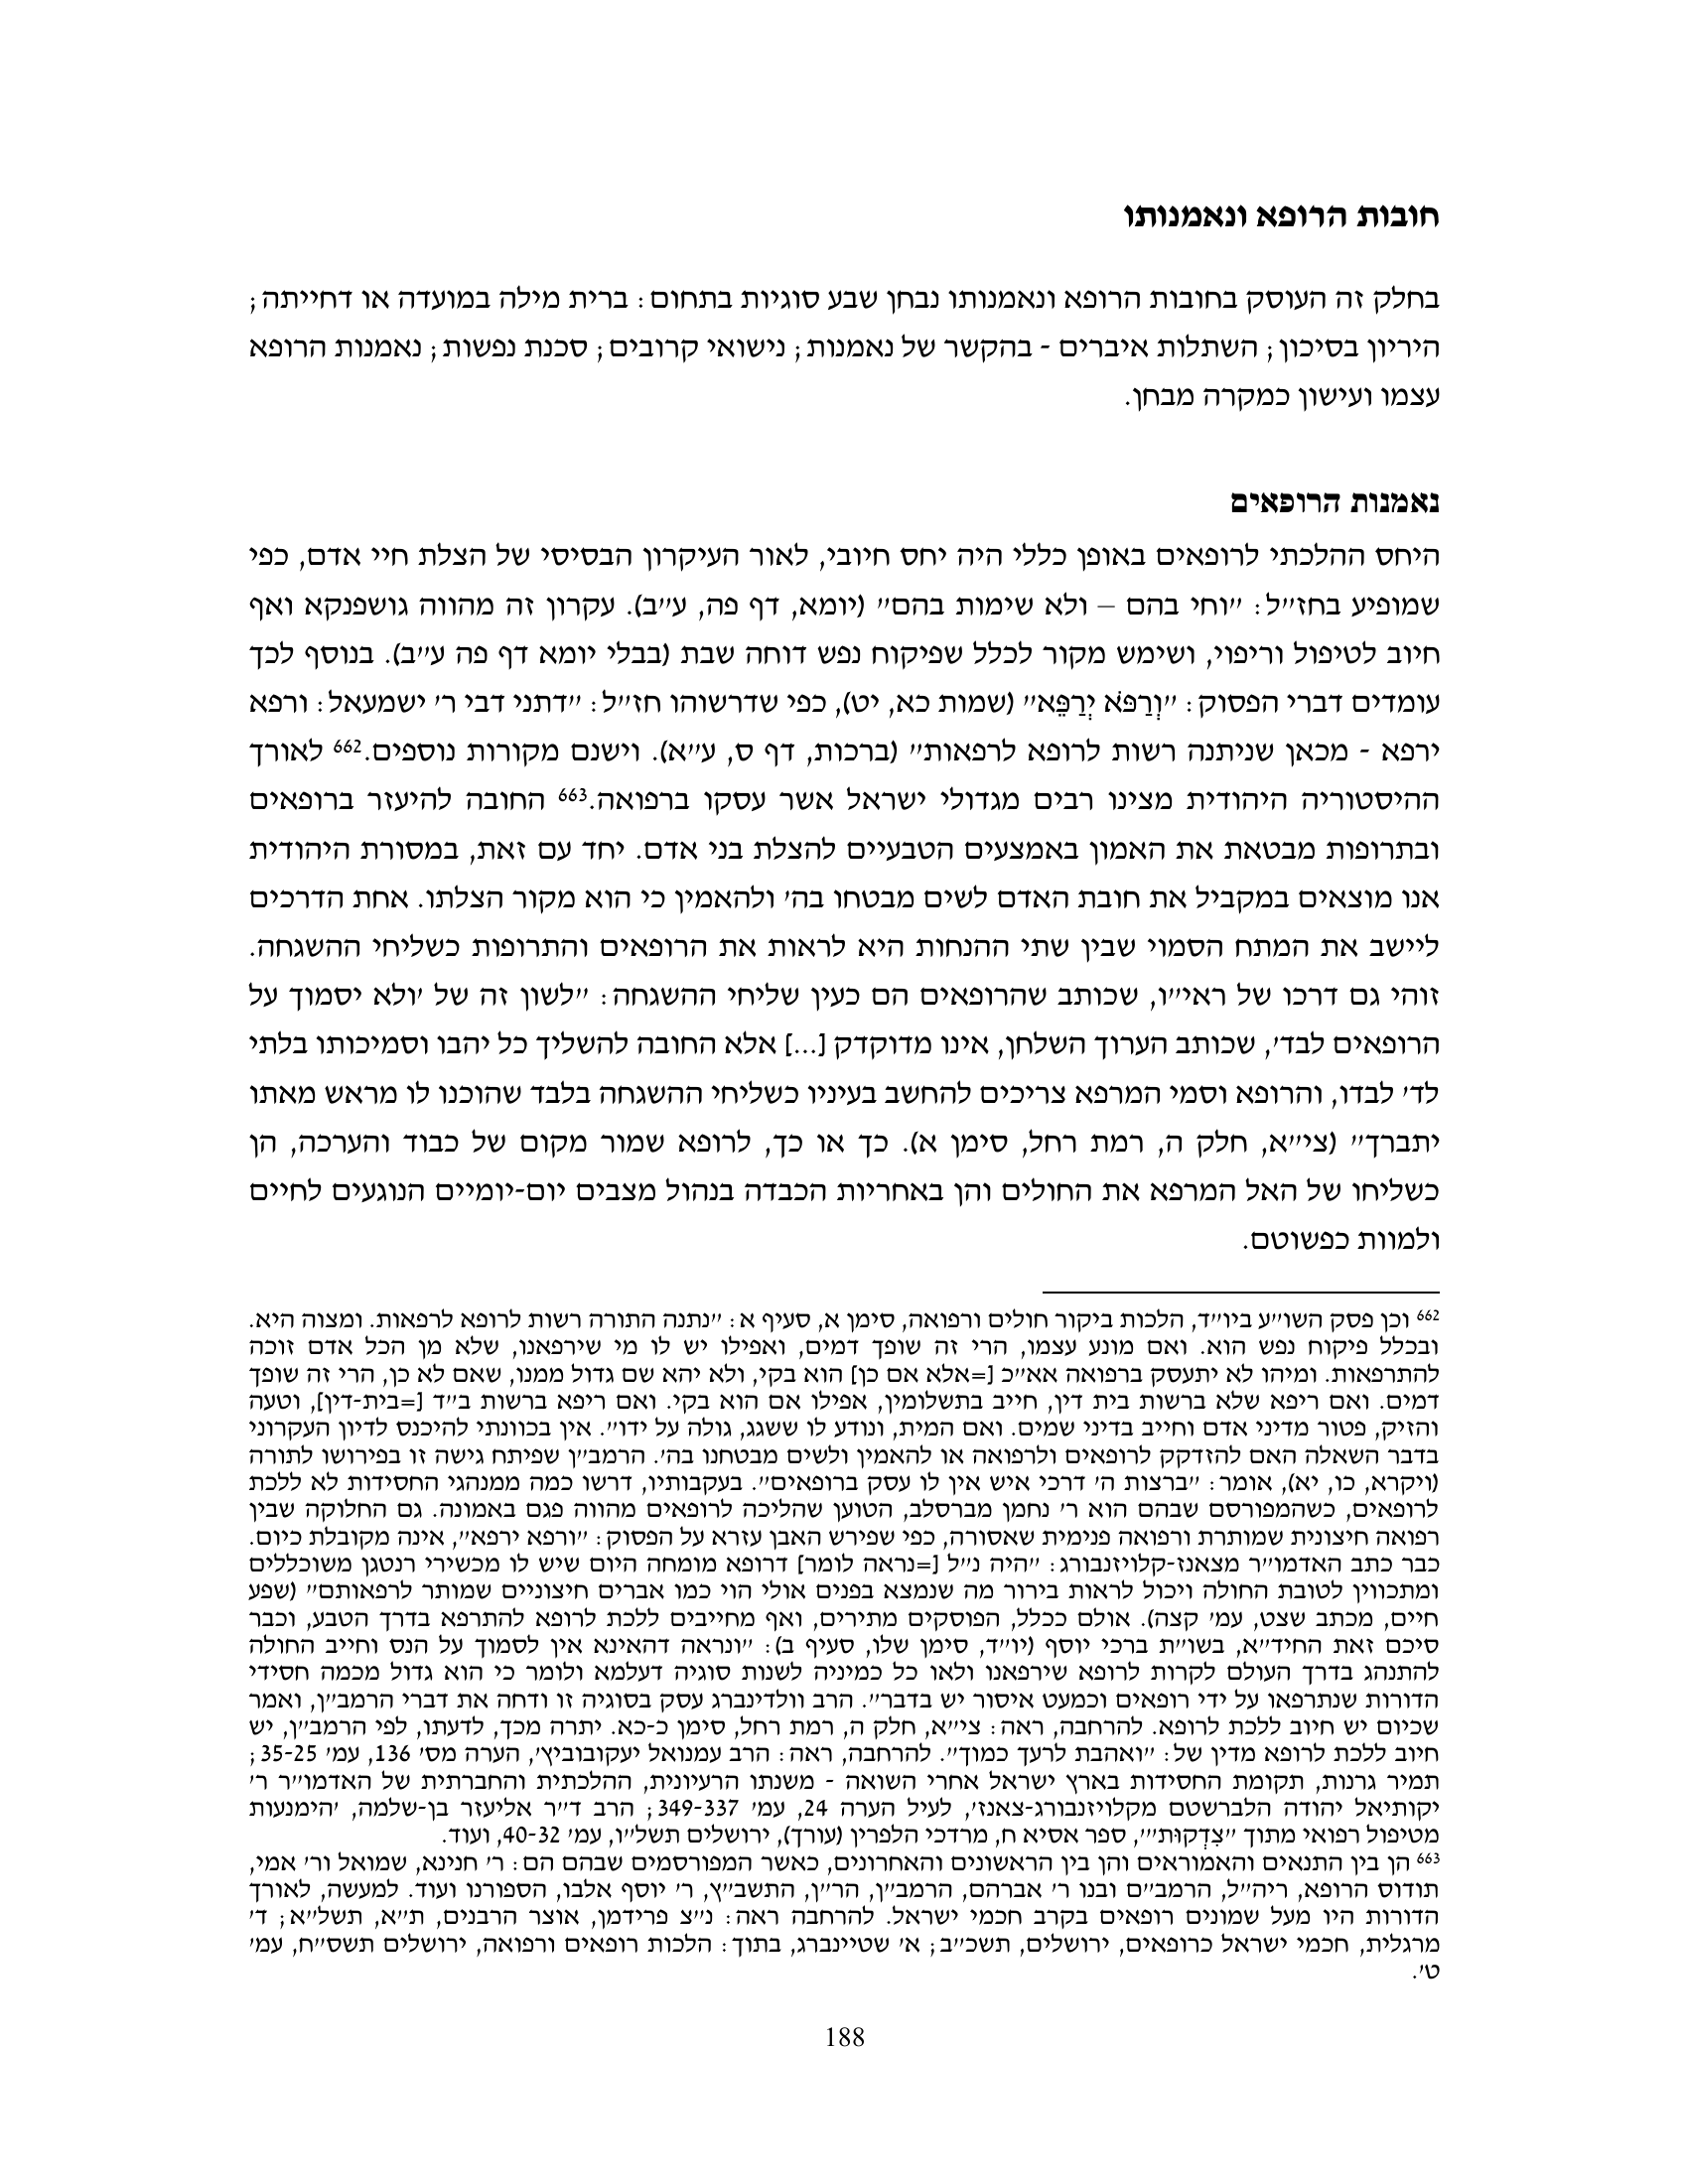 חובות הרופא ונאמנותו
בחלק זה העוסק בחובות הרופא ונאמנותו נבחן שבע סוגיות בתחום: ברית מילה במועדה או דחייתה;
היריון בסיכון; השתלות איברים - בהקשר של נאמנות; נישואי קרובים; סכנת נפשות; נאמנות הרופא
עצמו ועישון כמקרה מבחן.
נאמנות הרופאים
היחס ההלכתי לרופאים באופן כללי היה יחס חיובי, לאור העיקרון הבסיסי של הצלת חיי אדם, כפי
שמופיע בחז״ל: ״וחי בהם – ולא שימות בהם״ (יומא, דף פה, ע״ב). עקרון זה מהווה גושפנקא ואף
חיוב לטיפול וריפוי, ושימש מקור לכלל שפיקוח נפש דוחה שבת (בבלי יומא דף פה ע״ב). בנוסף לכך
עומדים דברי הפסוק: ״וְרַפֹּא יְרַפֵּא״ (שמות כא, יט), כפי שדרשוהו חז״ל: ״דתני דבי ר׳ ישמעאל: ורפא
ירפא - מכאן שניתנה רשות לרופא לרפאות״ (ברכות, דף ס, ע״א). וישנם מקורות נוספים.662 לאורך
ההיסטוריה היהודית מצינו רבים מגדולי ישראל אשר עסקו ברפואה.663 החובה להיעזר ברופאים
ובתרופות מבטאת את האמון באמצעים הטבעיים להצלת בני אדם. יחד עם זאת, במסורת היהודית
אנו מוצאים במקביל את חובת האדם לשים מבטחו בה׳ ולהאמין כי הוא מקור הצלתו. אחת הדרכים
ליישב את המתח הסמוי שבין שתי ההנחות היא לראות את הרופאים והתרופות כשליחי ההשגחה.
זוהי גם דרכו של ראי״ו, שכותב שהרופאים הם כעין שליחי ההשגחה: ״לשון זה של ׳ולא יסמוך על
הרופאים לבד׳, שכותב הערוך השלחן, אינו מדוקדק [...] אלא החובה להשליך כל יהבו וסמיכותו בלתי
לד׳ לבדו, והרופא וסמי המרפא צריכים להחשב בעיניו כשליחי ההשגחה בלבד שהוכנו לו מראש מאתו
יתברך״ (צי״א, חלק ה, רמת רחל, סימן א). כך או כך, לרופא שמור מקום של כבוד והערכה, הן
כשליחו של האל המרפא את החולים והן באחריות הכבדה בנהול מצבים יום-יומיים הנוגעים לחיים
ולמוות כפשוטם.
662 וכן פסק השו״ע ביו״ד, הלכות ביקור חולים ורפואה, סימן א, סעיף א: ״נתנה התורה רשות לרופא לרפאות. ומצוה היא.
ובכלל פיקוח נפש הוא. ואם מונע עצמו, הרי זה שופך דמים, ואפילו יש לו מי שירפאנו, שלא מן הכל אדם זוכה
להתרפאות. ומיהו לא יתעסק ברפואה אא״כ [=אלא אם כן] הוא בקי, ולא יהא שם גדול ממנו, שאם לא כן, הרי זה שופך
דמים. ואם ריפא שלא ברשות בית דין, חייב בתשלומין, אפילו אם הוא בקי. ואם ריפא ברשות ב״ד [=בית-דין], וטעה
והזיק, פטור מדיני אדם וחייב בדיני שמים. ואם המית, ונודע לו ששגג, גולה על ידו״. אין בכוונתי להיכנס לדיון העקרוני
בדבר השאלה האם להזדקק לרופאים ולרפואה או להאמין ולשים מבטחנו בה׳. הרמב״ן שפיתח גישה זו בפירושו לתורה
(ויקרא, כו, יא), אומר: ״ברצות ה׳ דרכי איש אין לו עסק ברופאים״. בעקבותיו, דרשו כמה ממנהגי החסידות לא ללכת
לרופאים, כשהמפורסם שבהם הוא ר׳ נחמן מברסלב, הטוען שהליכה לרופאים מהווה פגם באמונה. גם החלוקה שבין
רפואה חיצונית שמותרת ורפואה פנימית שאסורה, כפי שפירש האבן עזרא על הפסוק: ״ורפא ירפא״, אינה מקובלת כיום.
כבר כתב האדמו״ר מצאנז-קלויזנבורג: ״היה נ״ל [=נראה לומר] דרופא מומחה היום שיש לו מכשירי רנטגן משוכללים
ומתכווין לטובת החולה ויכול לראות בירור מה שנמצא בפנים אולי הוי כמו אברים חיצוניים שמותר לרפאותם״ (שפע
חיים, מכתב שצט, עמ׳ קצה). אולם ככלל, הפוסקים מתירים, ואף מחייבים ללכת לרופא להתרפא בדרך הטבע, וכבר
סיכם זאת החיד״א, בשו״ת ברכי יוסף (יו״ד, סימן שלו, סעיף ב): ״ונראה דהאינא אין לסמוך על הנס וחייב החולה
להתנהג בדרך העולם לקרות לרופא שירפאנו ולאו כל כמיניה לשנות סוגיה דעלמא ולומר כי הוא גדול מכמה חסידי
הדורות שנתרפאו על ידי רופאים וכמעט איסור יש בדבר״. הרב וולדינברג עסק בסוגיה זו ודחה את דברי הרמב״ן, ואמר
שכיום יש חיוב ללכת לרופא. להרחבה, ראה: צי״א, חלק ה, רמת רחל, סימן כ-כא. יתרה מכך, לדעתו, לפי הרמב״ן, יש
חיוב ללכת לרופא מדין של: ״ואהבת לרעך כמוך״. להרחבה, ראה: הרב עמנואל יעקובוביץ׳, הערה מס׳ 136, עמ׳ 35-25;
תמיר גרנות, תקומת החסידות בארץ ישראל אחרי השואה - משנתו הרעיונית, ההלכתית והחברתית של האדמו״ר ר׳
יקותיאל יהודה הלברשטם מקלויזנבורג-צאנז׳, לעיל הערה 24, עמ׳ 349-337; הרב ד״ר אליעזר בן-שלמה, ׳הימנעות
מטיפול רפואי מתוך ״צִדְקוּת״׳, ספר אסיא ח, מרדכי הלפרין (עורך), ירושלים תשל״ו, עמ׳ 40-32, ועוד.
663 הן בין התנאים והאמוראים והן בין הראשונים והאחרונים, כאשר המפורסמים שבהם הם: ר׳ חנינא, שמואל ור׳ אמי,
תודוס הרופא, ריה״ל, הרמב״ם ובנו ר׳ אברהם, הרמב״ן, הר״ן, התשב״ץ, ר׳ יוסף אלבו, הספורנו ועוד. למעשה, לאורך
הדורות היו מעל שמונים רופאים בקרב חכמי ישראל. להרחבה ראה: נ״צ פרידמן, אוצר הרבנים, ת״א, תשל״א; ד׳
מרגלית, חכמי ישראל כרופאים, ירושלים, תשכ״ב; א׳ שטיינברג, בתוך: הלכות רופאים ורפואה, ירושלים תשס״ח, עמ׳
ט׳.
188